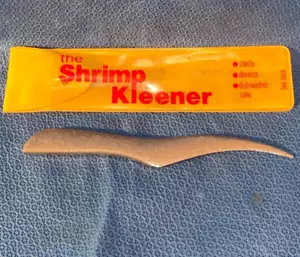 the
Shrimp
Kleener
• shells
• deveins
• dishwasher
safe